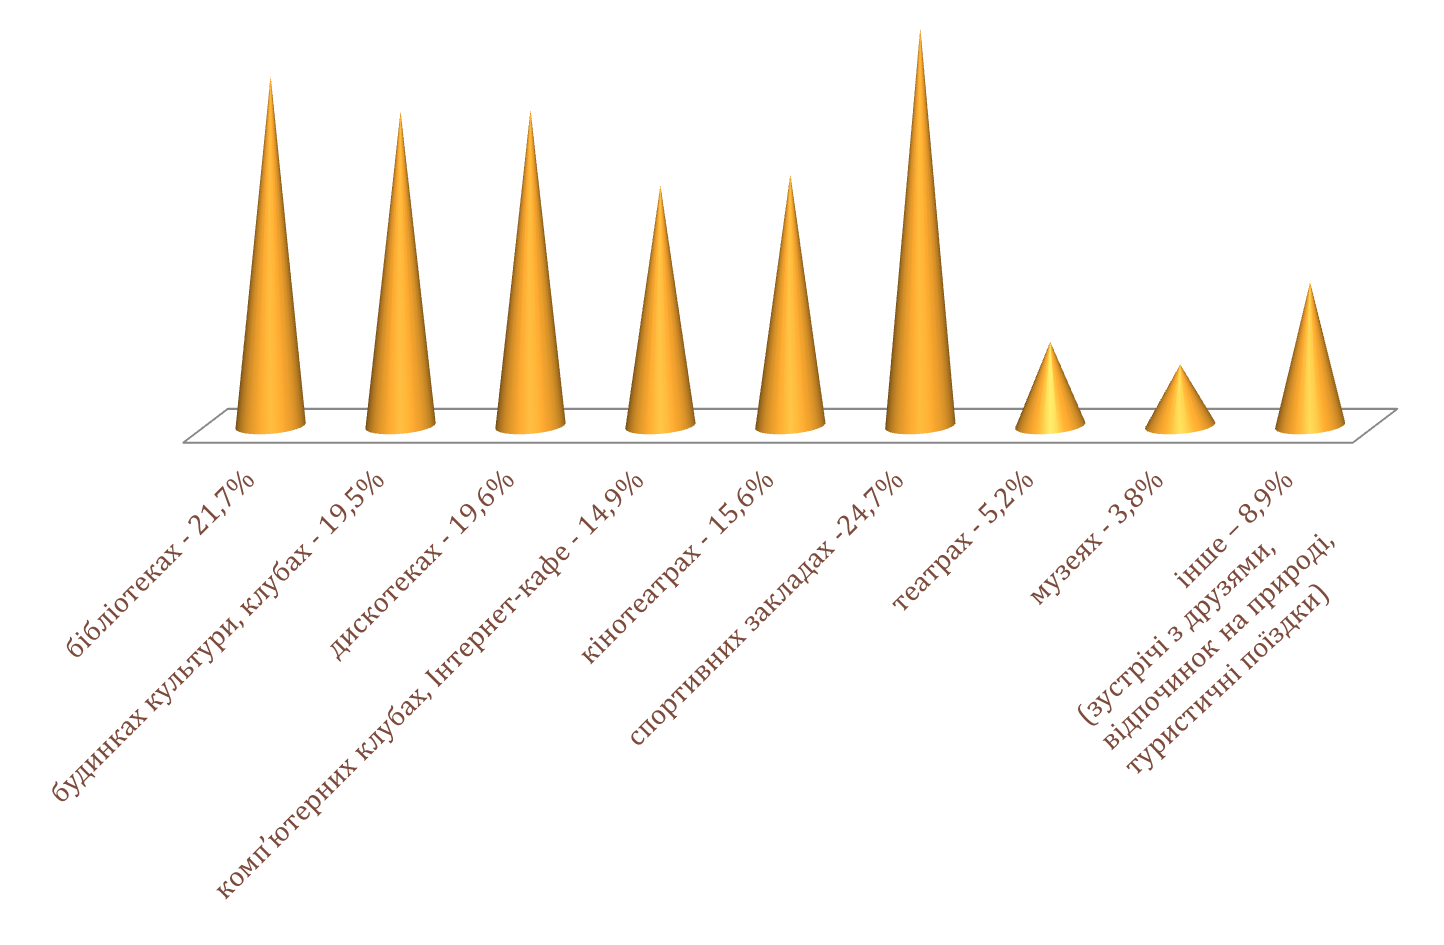 бібліотеках - 21,7%
будинках культури, клубах - 19,5%
дискотеках - 19,6%
комп’ютерних клубах, Інтернет-кафе - 14,9%
кінотеатрах - 15,6%
спортивних закладах -24,7%
театрах - 5,2%
музеях - 3,8%
інше – 8,9%
(зустрічі з друзями,
відпочинок на природі,
туристичні поїздки)